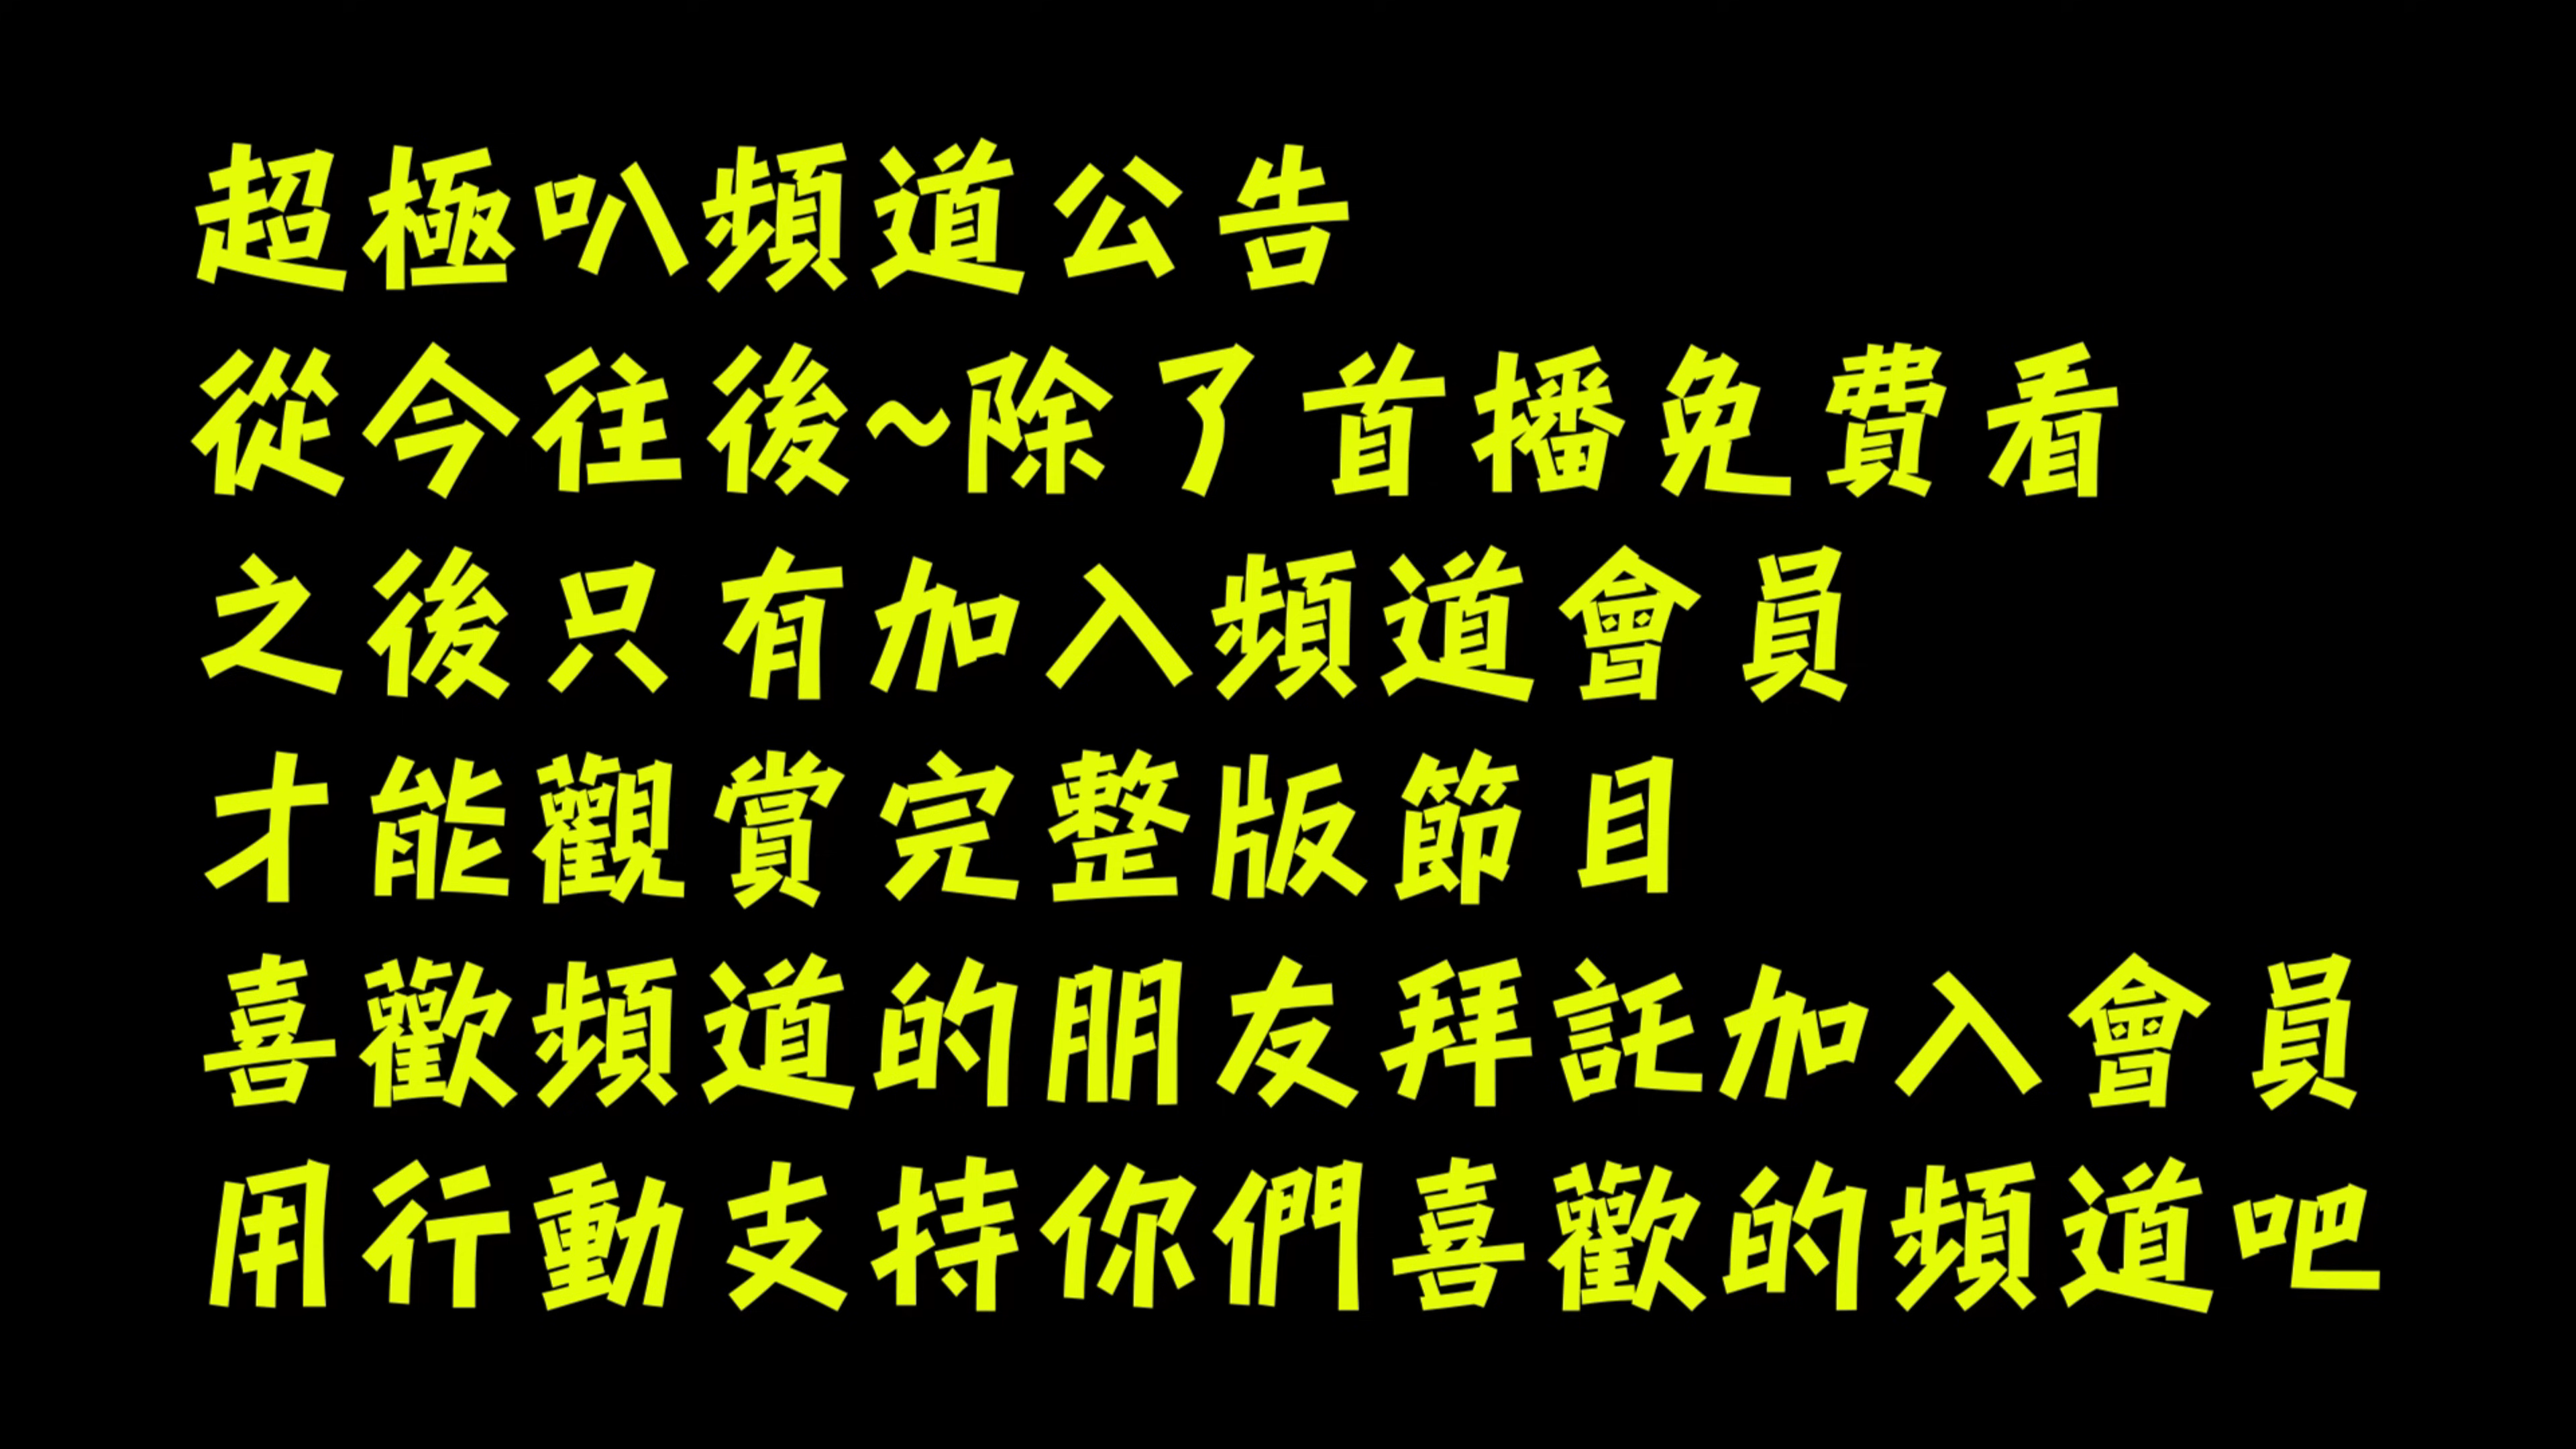 超極叭頻道公告
從今往後~除了首播免費看
之後只有加入頻道會員
才能觀賞完整版節目
喜歡頻道的朋友拜託加入會員
用行動支持你們喜歡的頻道吧